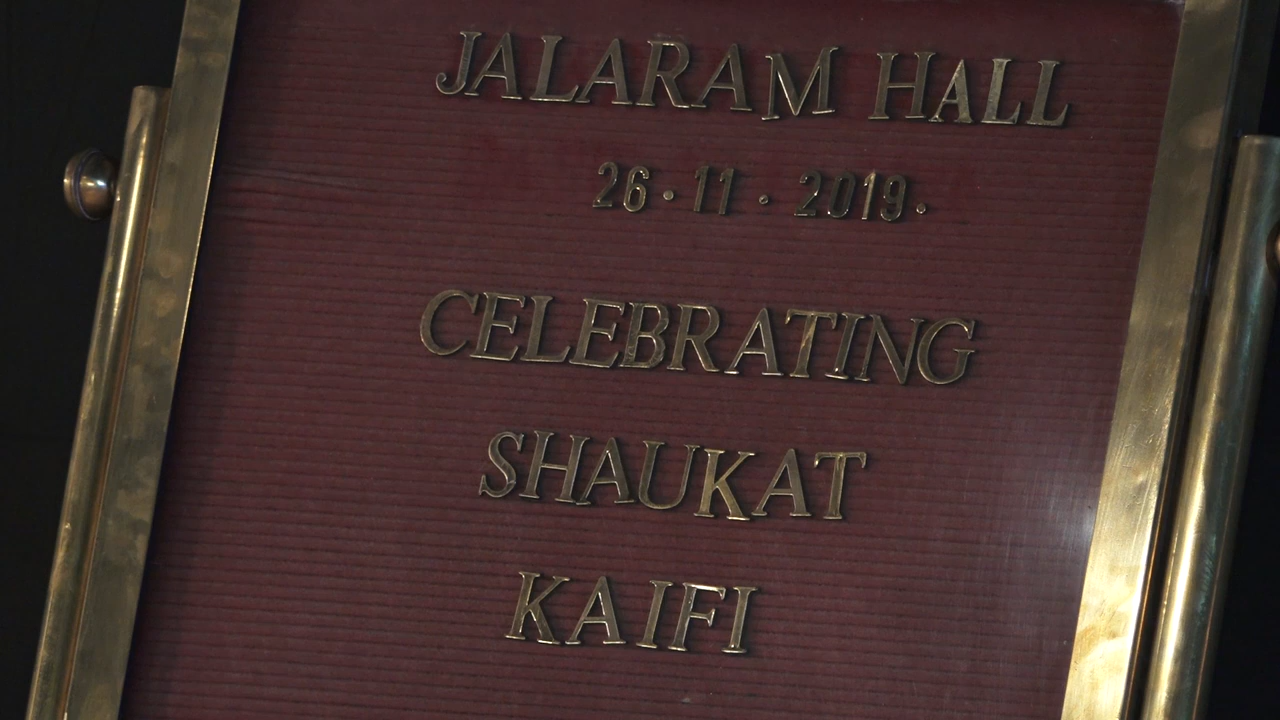 JALARAM HALL
26·11·2019·
CELEBRATING
SHAUKAT
KAIFI